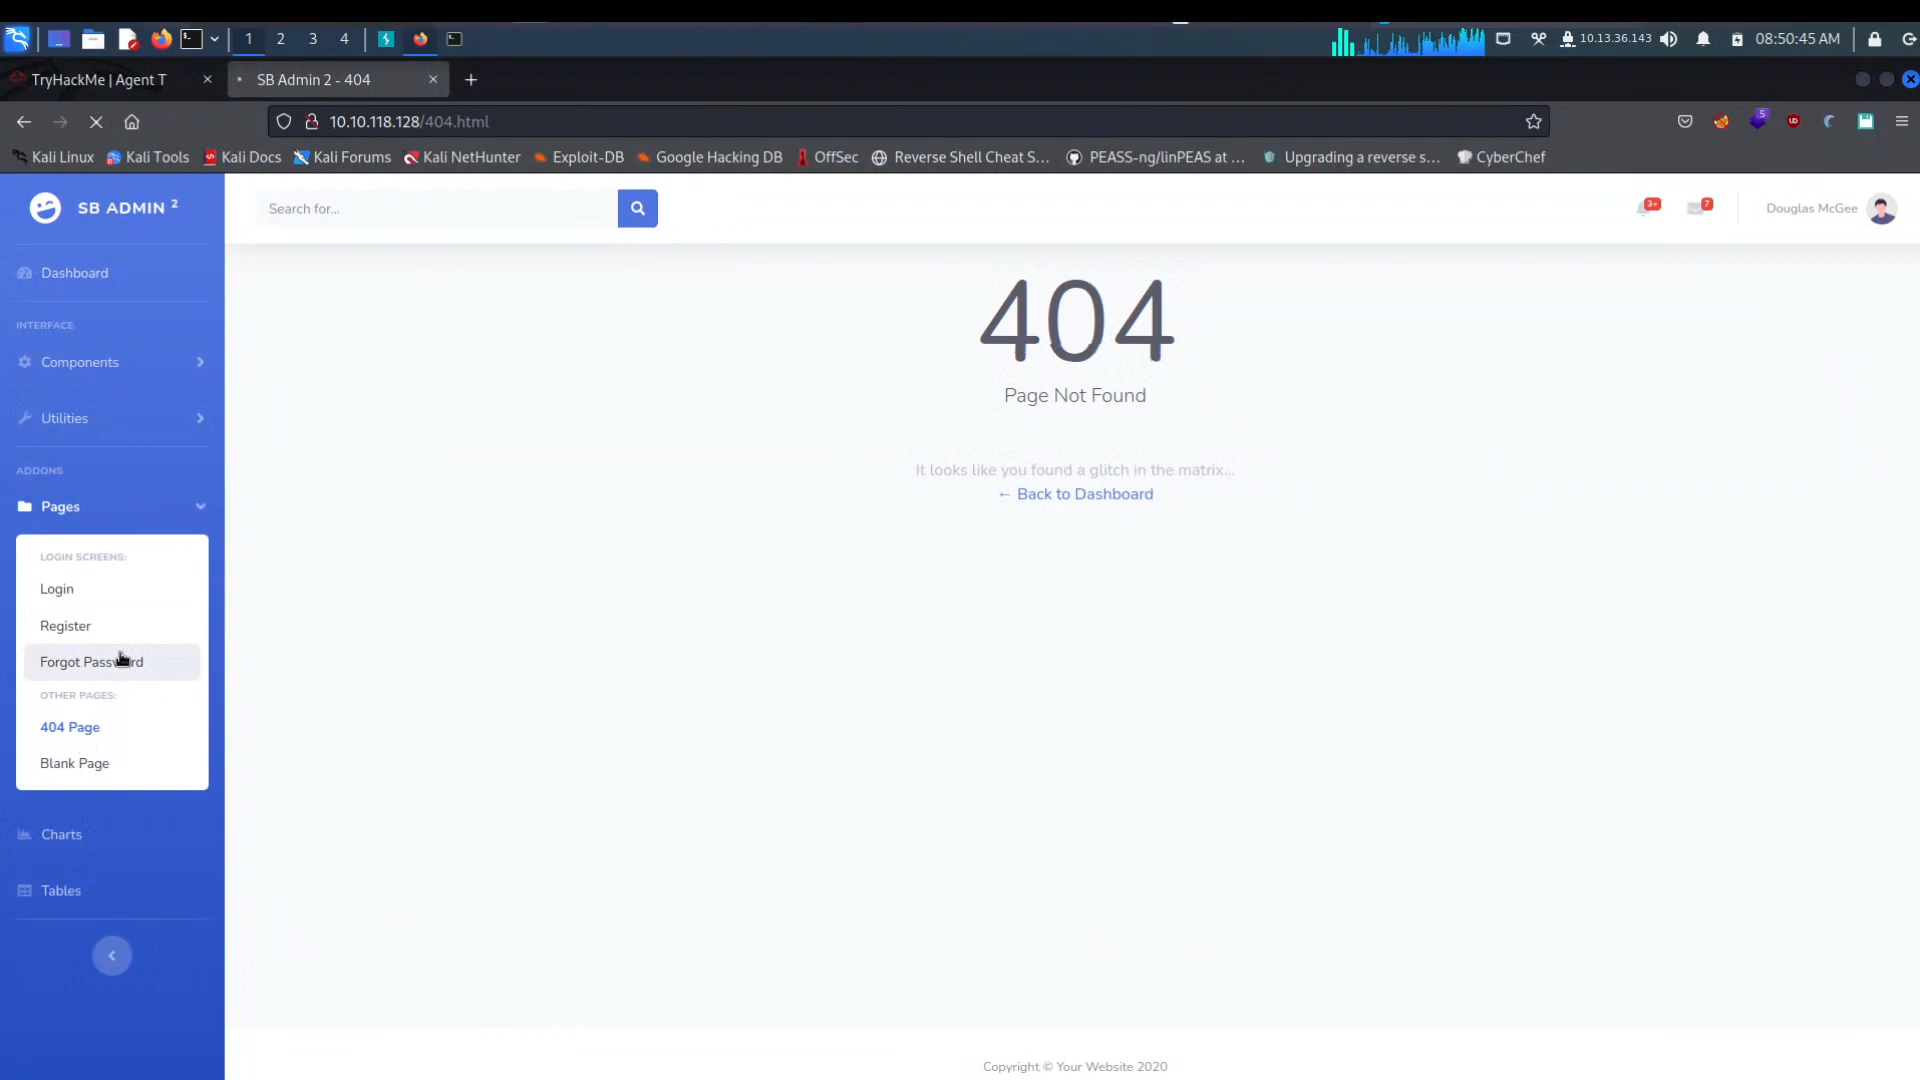 1
2
3
4
10.13.36.143
08:50:45 AM
TryHackMe | Agent T
SB Admin 2 - 404
10.10.118.128/404.html
5
Kali Linux
Kali Tools
Kali Docs
Kali Forums
Kali NetHunter
Exploit-DB
Google Hacking DB
OffSec
Reverse Shell Cheat S...
PEASS-ng/linPEAS at ...
Upgrading a reverse s...
CyberChef
SB ADMIN 2
Search for...
3+
7
Douglas McGee
Dashboard
INTERFACE
Components
Utilities
ADDONS
Pages
LOGIN SCREENS:
Login
Register
Forgot Password
OTHER PAGES:
404 Page
Blank Page
Charts
Tables
404
Page Not Found
It looks like you found a glitch in the matrix...
← Back to Dashboard
Copyright © Your Website 2020